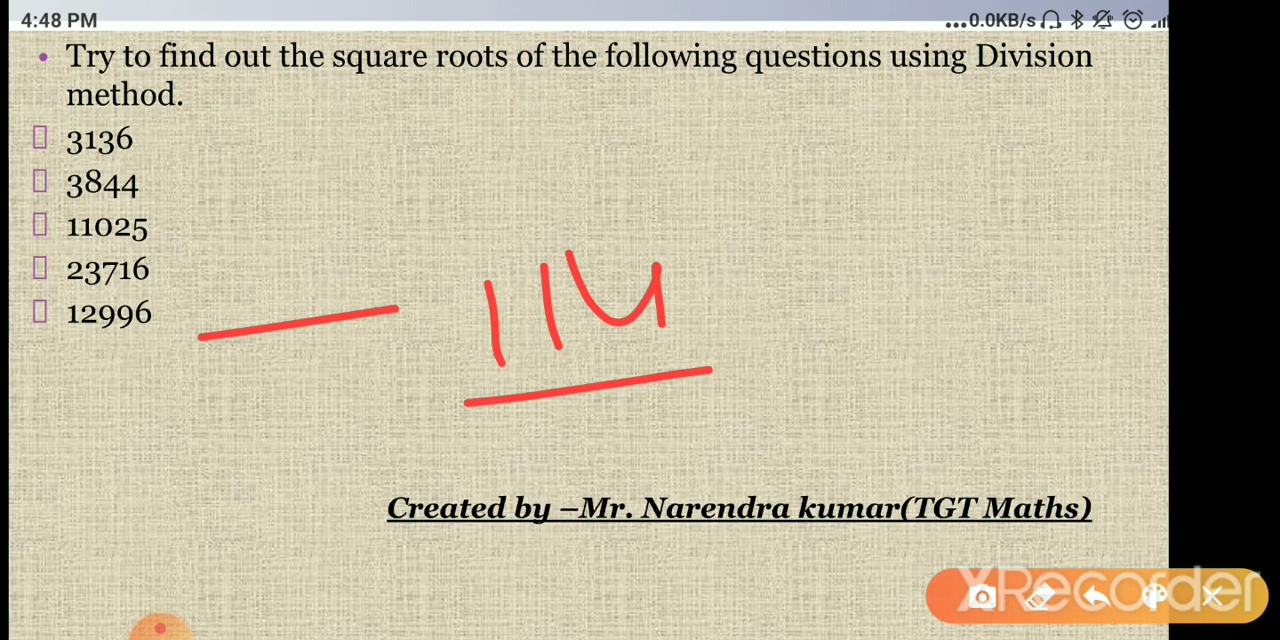 4:48 PM
...0.0KB/s
• Try to find out the square roots of the following questions using Division
method.
3136
3844
11025
23716
12996
114
Created by –Mr. Narendra kumar(TGT Maths)
XRecorder